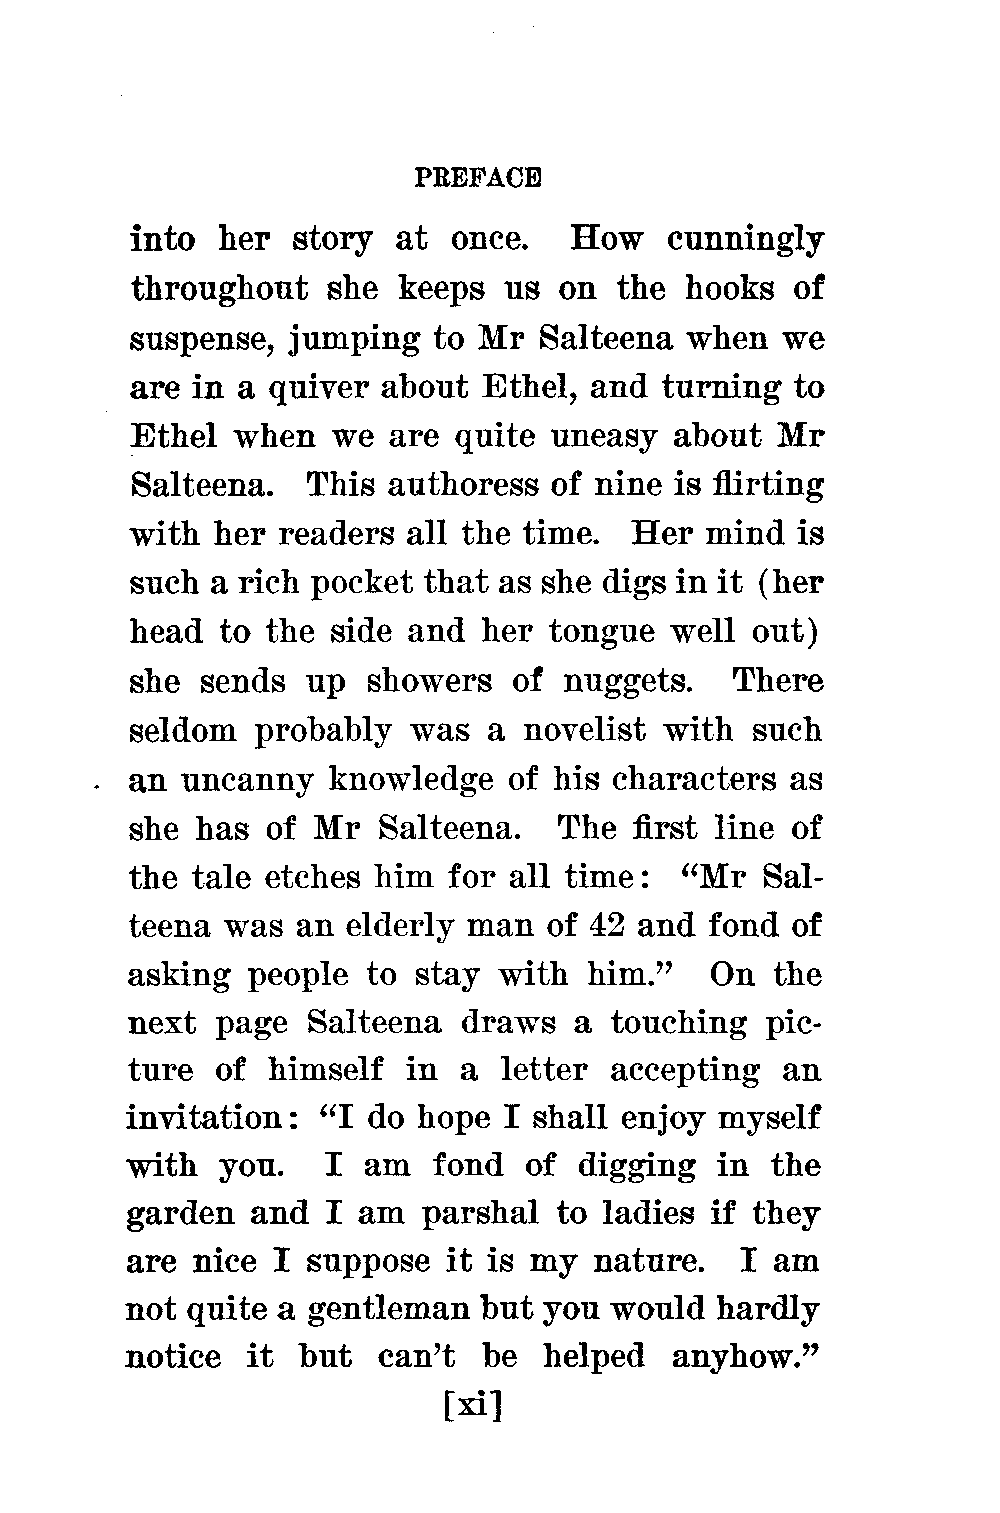 PREFACE
into her story at once. How cunningly
throughout she keeps us on the hooks of
suspense, jumping to Mr Salteena when we
are in a quiver about Ethel, and turning to
Ethel when we are quite uneasy about Mr
Salteena. This authoress of nine is flirting
with her readers all the time. Her mind is
such a rich pocket that as she digs in it (her
head to the side and her tongue well out)
she sends up showers of nuggets. There
seldom probably was a novelist with such
an uncanny knowledge of his characters as
she has of Mr Salteena. The first line of
the tale etches him for all time: “Mr Sal-
teena was an elderly man of 42 and fond of
asking people to stay with him.” On the
next page Salteena draws a touching pic-
ture of himself in a letter accepting an
invitation: “I do hope I shall enjoy myself
with you. I am fond of digging in the
garden and I am parshal to ladies if they
are nice I suppose it is my nature. I am
not quite a gentleman but you would hardly
notice it but can’t be helped anyhow.”
[xi]